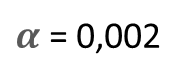 α = 0,002